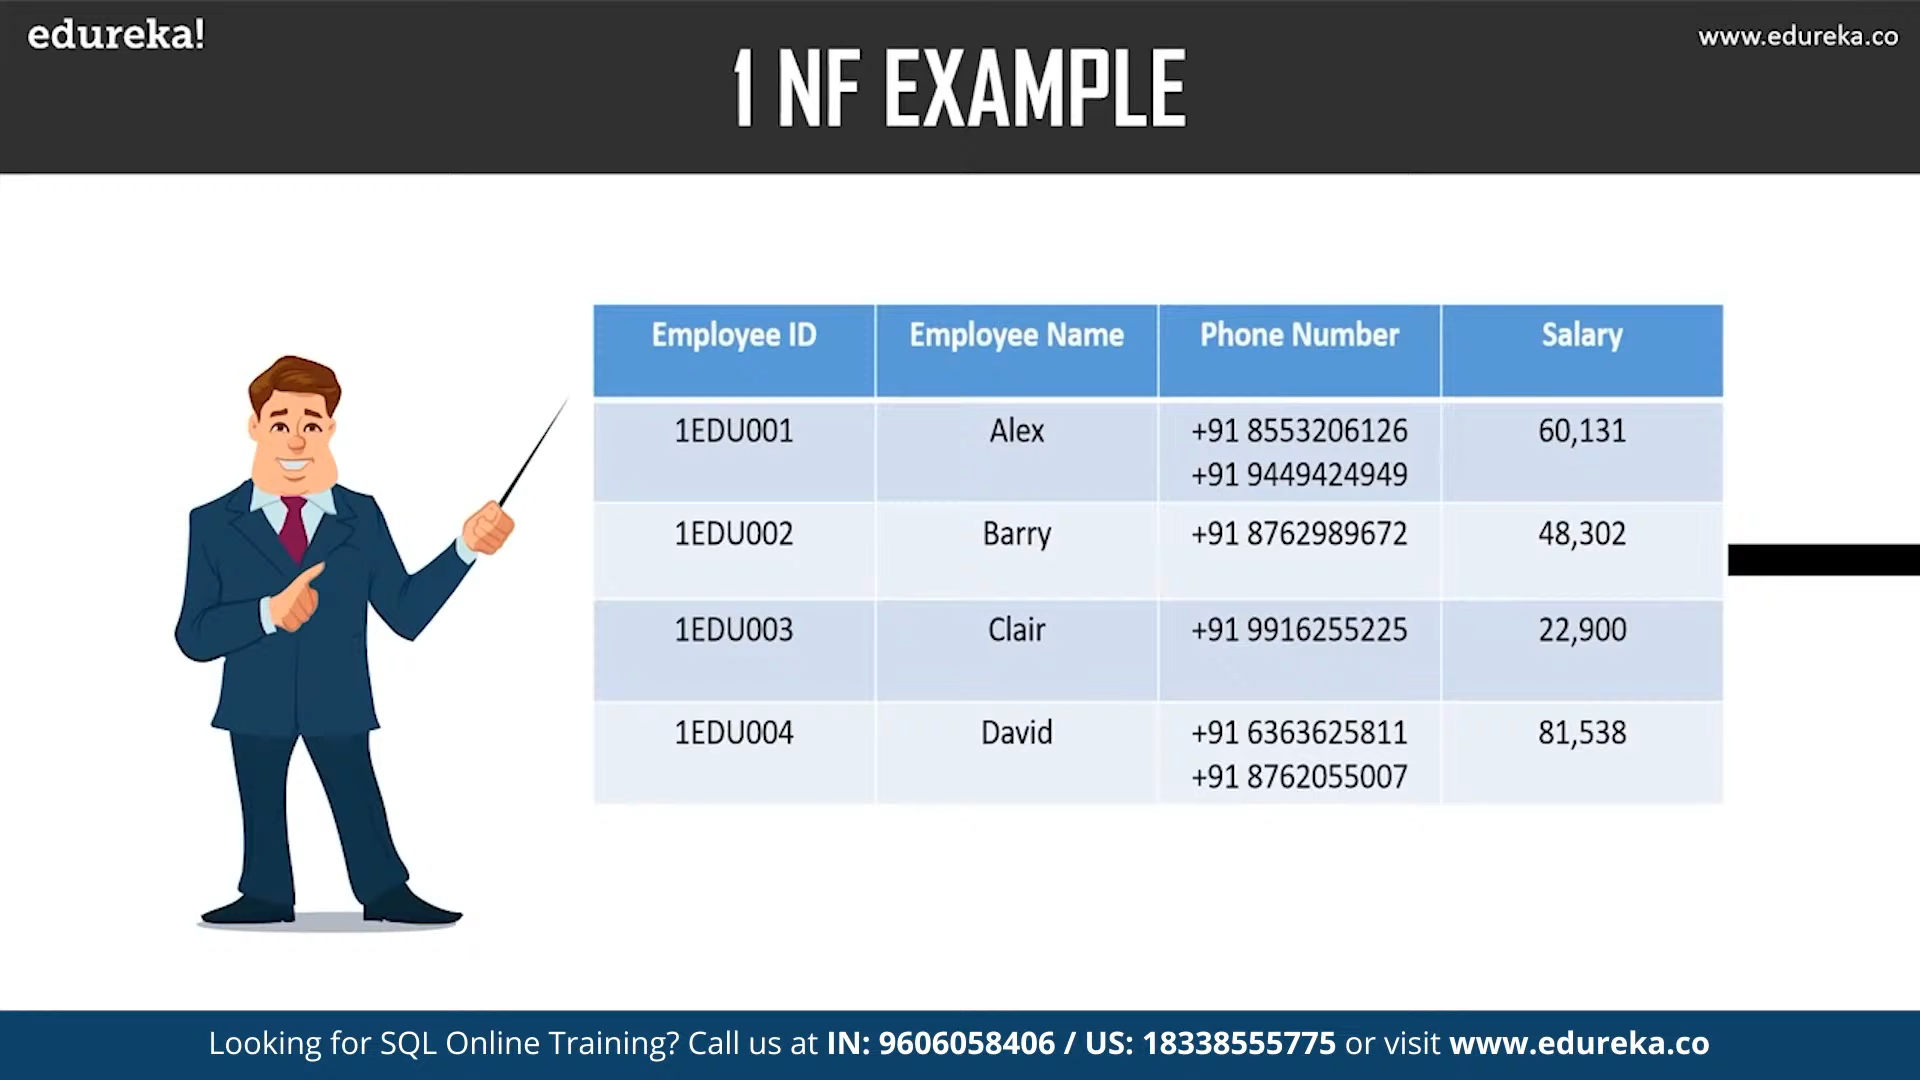 edureka!
www.edureka.co
1 NF EXAMPLE
Employee ID Employee Name Phone Number Salary
1EDU001 Alex +91 8553206126 60,131
+91 9449424949
1EDU002 Barry +91 8762989672 48,302
1EDU003 Clair +91 9916255225 22,900
1EDU004 David +91 6363625811 81,538
+91 8762055007
Looking for SQL Online Training? Call us at IN: 9606058406 / US: 18338555775 or visit www.edureka.co